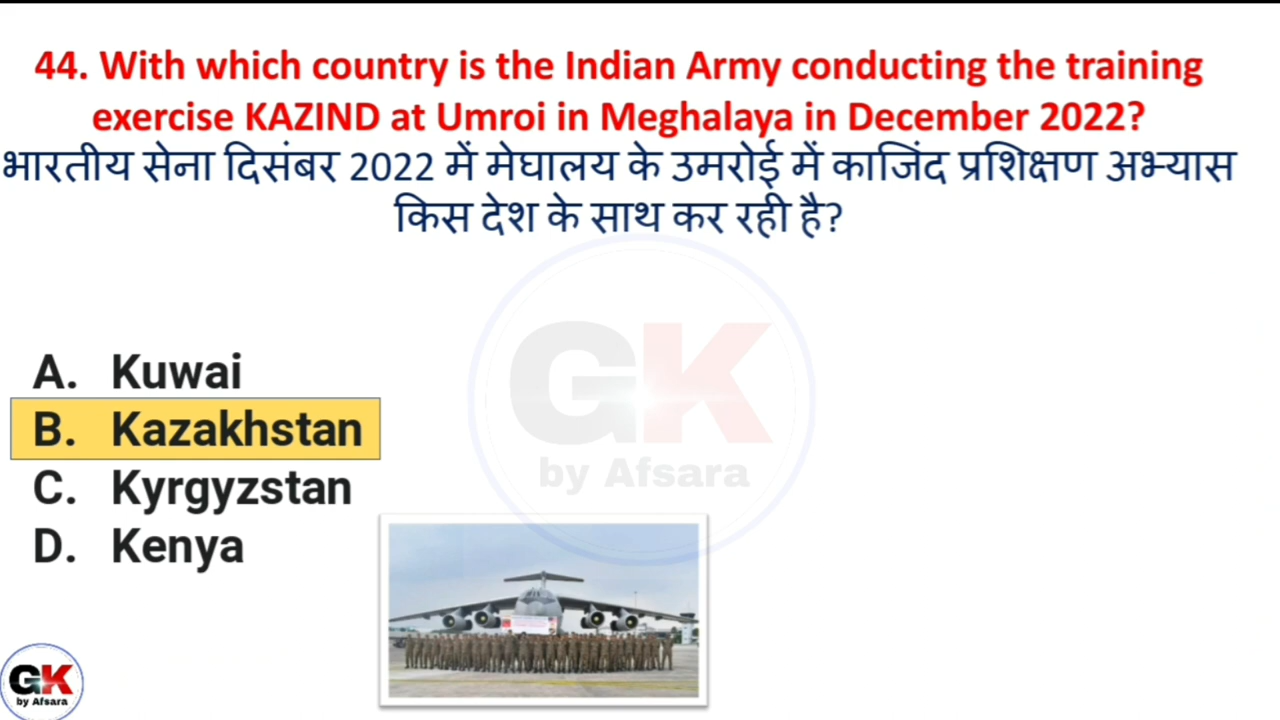 44. With which country is the Indian Army conducting the training
exercise KAZIND at Umroi in Meghalaya in December 2022?
भारतीय सेना दिसंबर 2022 में मेघालय के उमरोई में काजिंद प्रशिक्षण अभ्यास
किस देश के साथ कर रही है?
GK
by Afsara
A. Kuwai
B. Kazakhstan
C. Kyrgyzstan
D. Kenya
GK
by Afsara